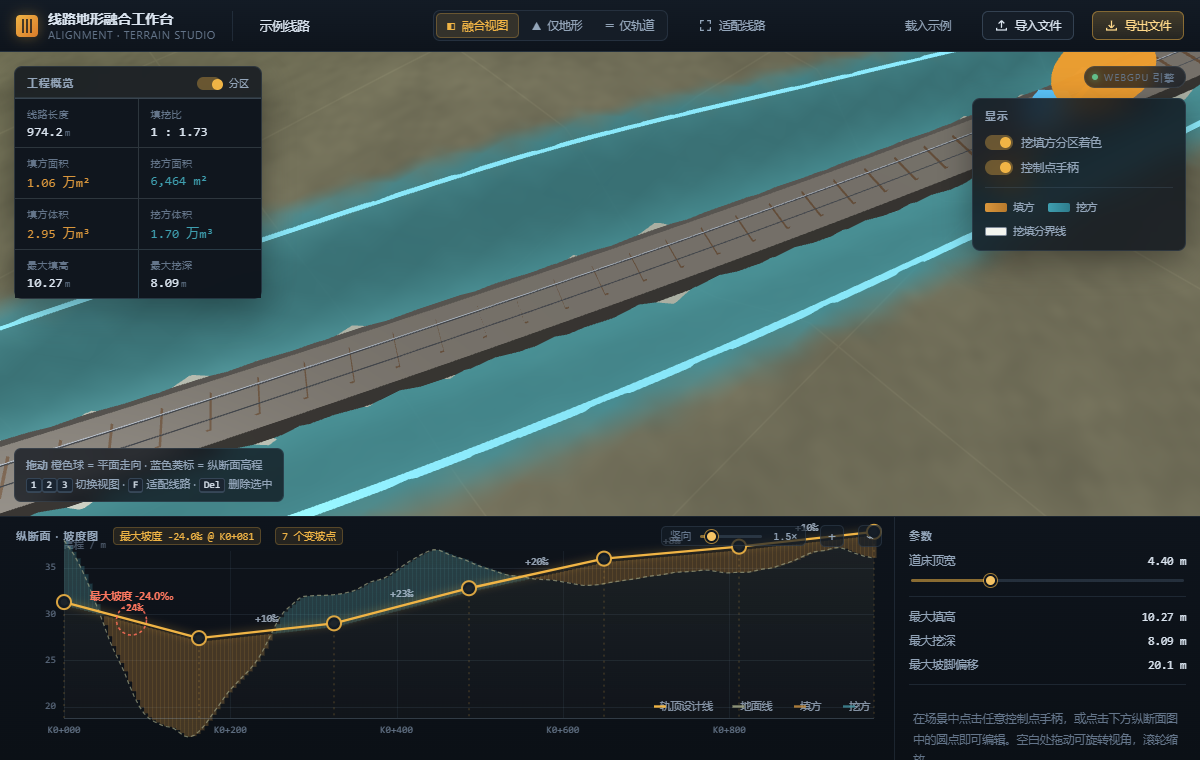 线路地形融合工作台
ALIGNMENT · TERRAIN STUDIO
示例线路
融合视图
仅地形
仅轨道
适配线路
载入示例
导入文件
导出文件
工程概览
分区
线路长度
974.2 m
填挖比
1 : 1.73
填方面积
1.06 万m²
挖方面积
6,464 m²
填方体积
2.95 万m³
挖方体积
1.70 万m³
最大填高
10.27 m
最大挖深
8.09 m
WEBGPU 引擎
显示
挖填方分区着色
控制点手柄
填方
挖方
挖填分界线
拖动 橙色球 = 平面走向 · 蓝色菱标 = 纵断面高程
1 2 3 切换视图 · F 适配线路 · Del 删除选中
纵断面 · 坡度图
最大坡度 -24.0‰ @ K0+081
7 个变坡点
竖向
1.5×
+
+10‰
程 / m
35
30
25
20
最大坡度 -24.0‰
-24‰
+10‰
+23‰
+20‰
轨顶设计线
地面线
填方
挖方
K0+000
K0+200
K0+400
K0+600
K0+800
参数
道床顶宽
4.40 m
最大填高
10.27 m
最大挖深
8.09 m
最大坡脚偏移
20.1 m
在场景中点击任意控制点手柄，或点击下方纵断面图
中的圆点即可编辑。空白处拖动可旋转视角，滚轮缩